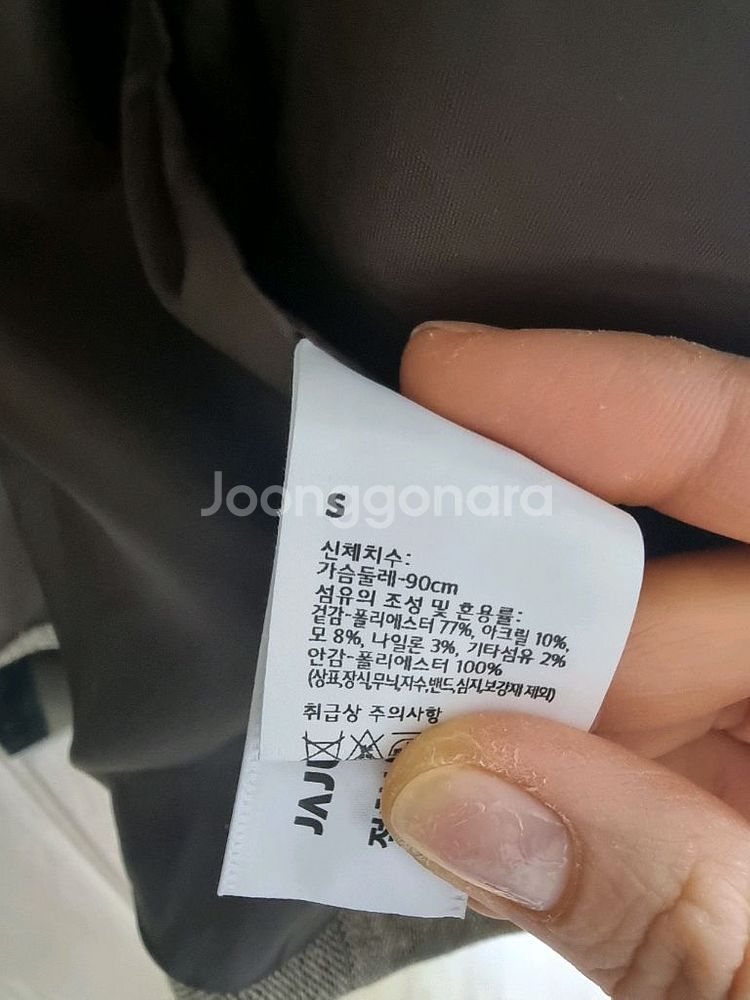 Joonggonara
S
신체치수:
가슴둘레-90cm
섬유의 조성 및 혼용률:
겉감-폴리에스터 77%, 아크릴 10%,
모 8%, 나일론 3%, 기타섬유 2%
안감-폴리에스터 100%
(상표,장식,무늬,자수,밴드,심지,보강재 제외)
취급상 주의사항
JAJU